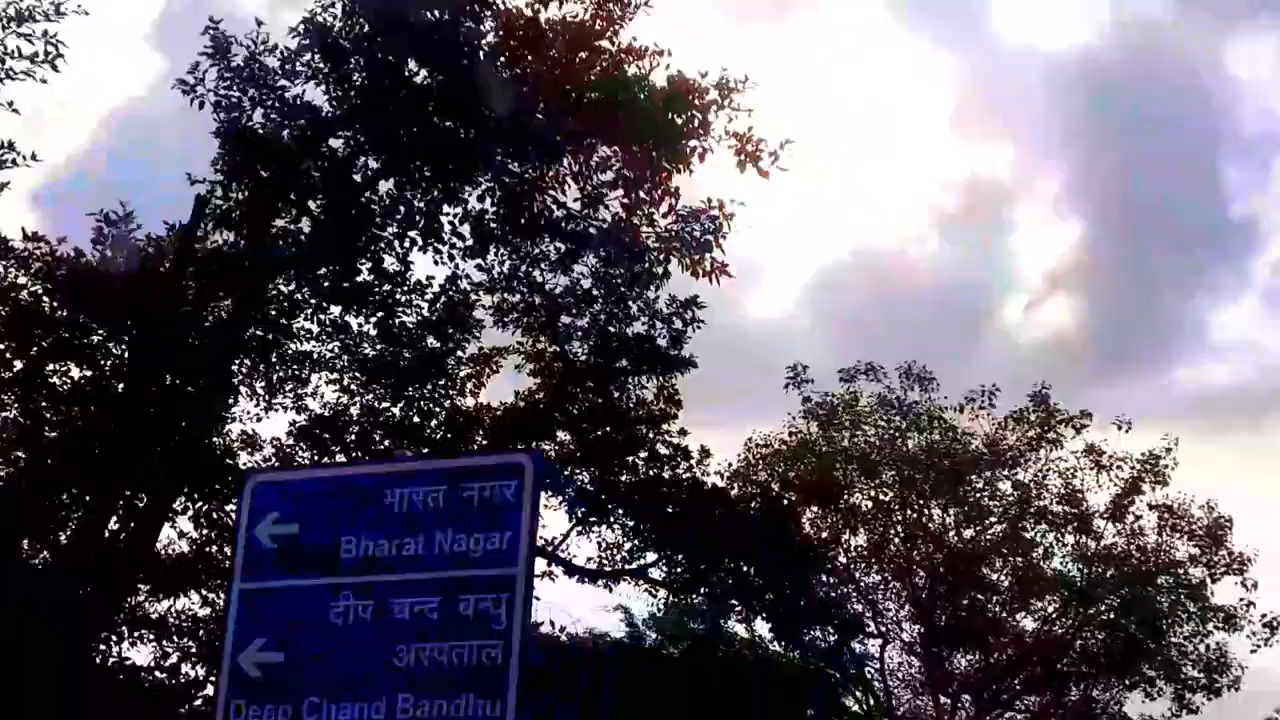 भारत नगर
Bharat Nagar
दीप चन्द बन्धु
अस्पताल
Deep Chand Bandhu